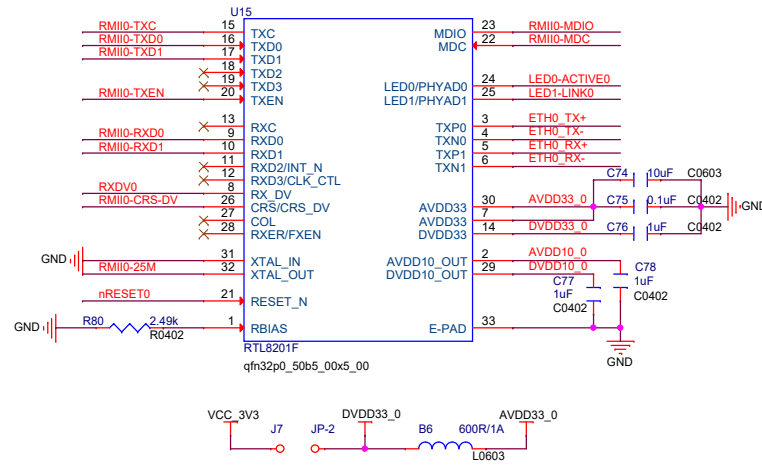 U15
RMII0-TXC 15 TXC MDIO 23 RMII0-MDIO
RMII0-TXD0 16 TXD0 MDC 22 RMII0-MDC
RMII0-TXD1 17 TXD1
18 TXD2
19 TXD3 LED0/PHYAD0 24 LED0-ACTIVE0
RMII0-TXEN 20 TXEN LED1/PHYAD1 25 LED1-LINK0
13 RXC TXP0 3 ETH0_TX+
RMII0-RXD0 9 RXD0 TXN0 4 ETH0_TX-
RMII0-RXD1 10 RXD1 TXP1 5 ETH0_RX+
11 RXD2/INT_N TXN1 6 ETH0_RX-
12 RXD3/CLK_CTL C74 10uF C0603
RXDV0 8 RX_DV
RMII0-CRS-DV 26 CRS/CRS_DV AVDD33 30 AVDD33_0 C75 0.1uF C0402 GND
27 COL AVDD33 7
28 RXER/FXEN DVDD33 14 DVDD33_0 C76 1uF C0402
GND 31 XTAL_IN AVDD10_OUT 2 AVDD10_0
RMII0-25M 32 XTAL_OUT DVDD10_OUT 29 DVDD10_0
C77 1uF C0402
C78 1uF C0402
nRESET0 21 RESET_N
GND R80 2.49k R0402 1 RBIAS E-PAD 33
GND
RTL8201F
qfn32p0_50b5_00x5_00
VCC_3V3 J7 JP-2 DVDD33_0 B6 600R/1A L0603 AVDD33_0